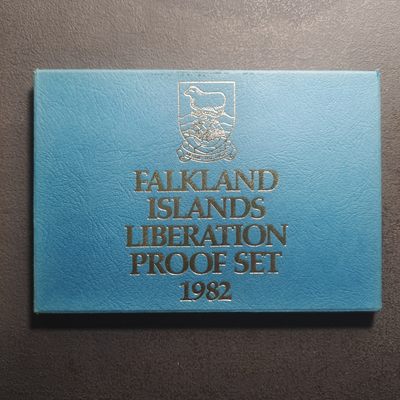 FALKLAND
ISLANDS
LIBERATION
PROOF SET
1982